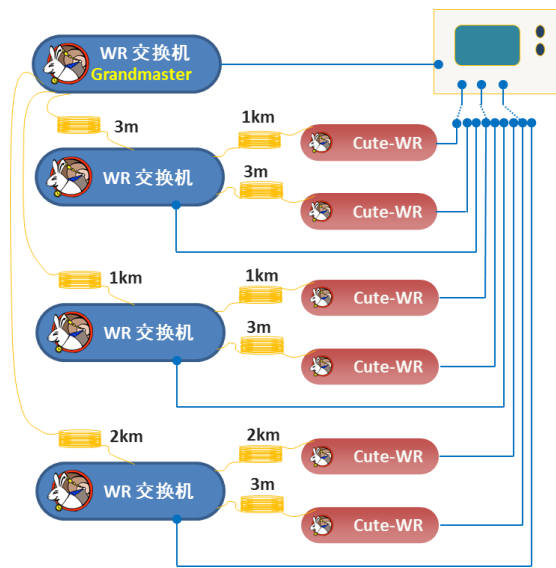 WR 交换机
Grandmaster
3m
1km
Cute-WR
WR 交换机
3m
Cute-WR
1km
1km
Cute-WR
WR 交换机
3m
Cute-WR
2km
2km
Cute-WR
WR 交换机
3m
Cute-WR